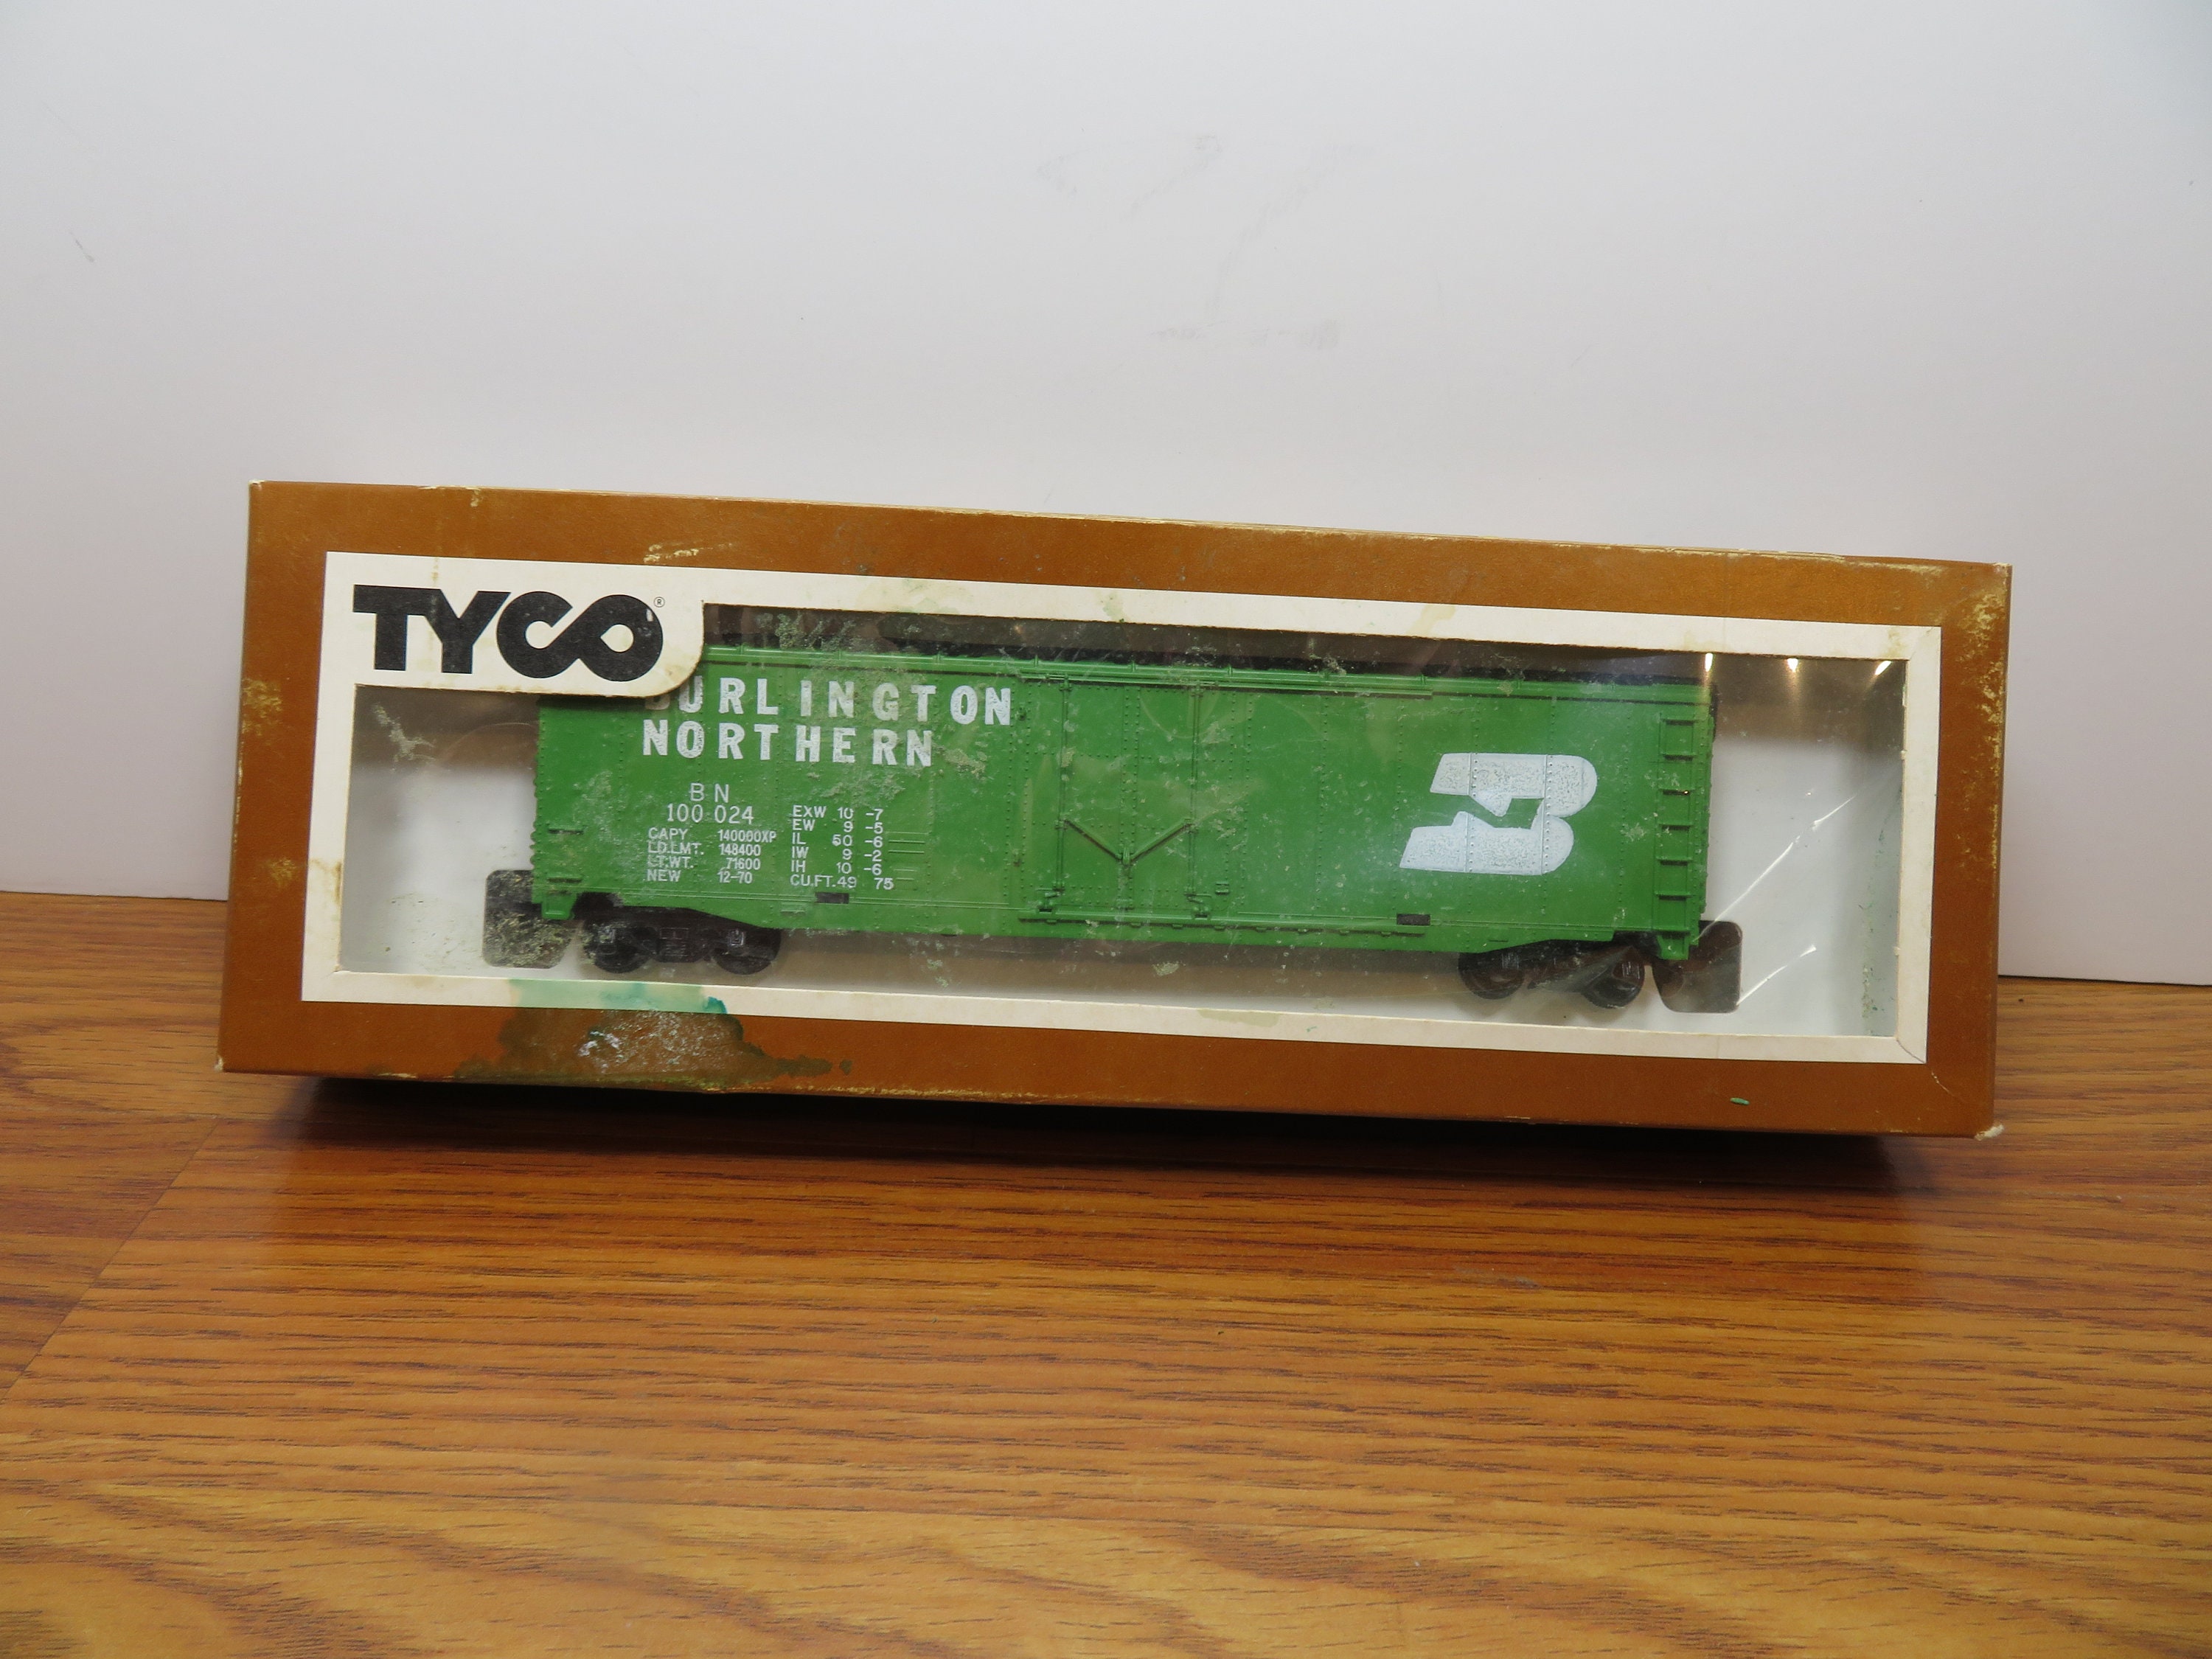 TYCO®
BURLINGTON
NORTHERN
BN
100 024
CAPY. 140000XP
LD.LMT. 148400
LT.WT. 71600
NEW 12-70
EXW 10 -7
EW 9 -5
IL 50 -6
IW 9 -2
IH 10 -6
CU.FT. 49 75